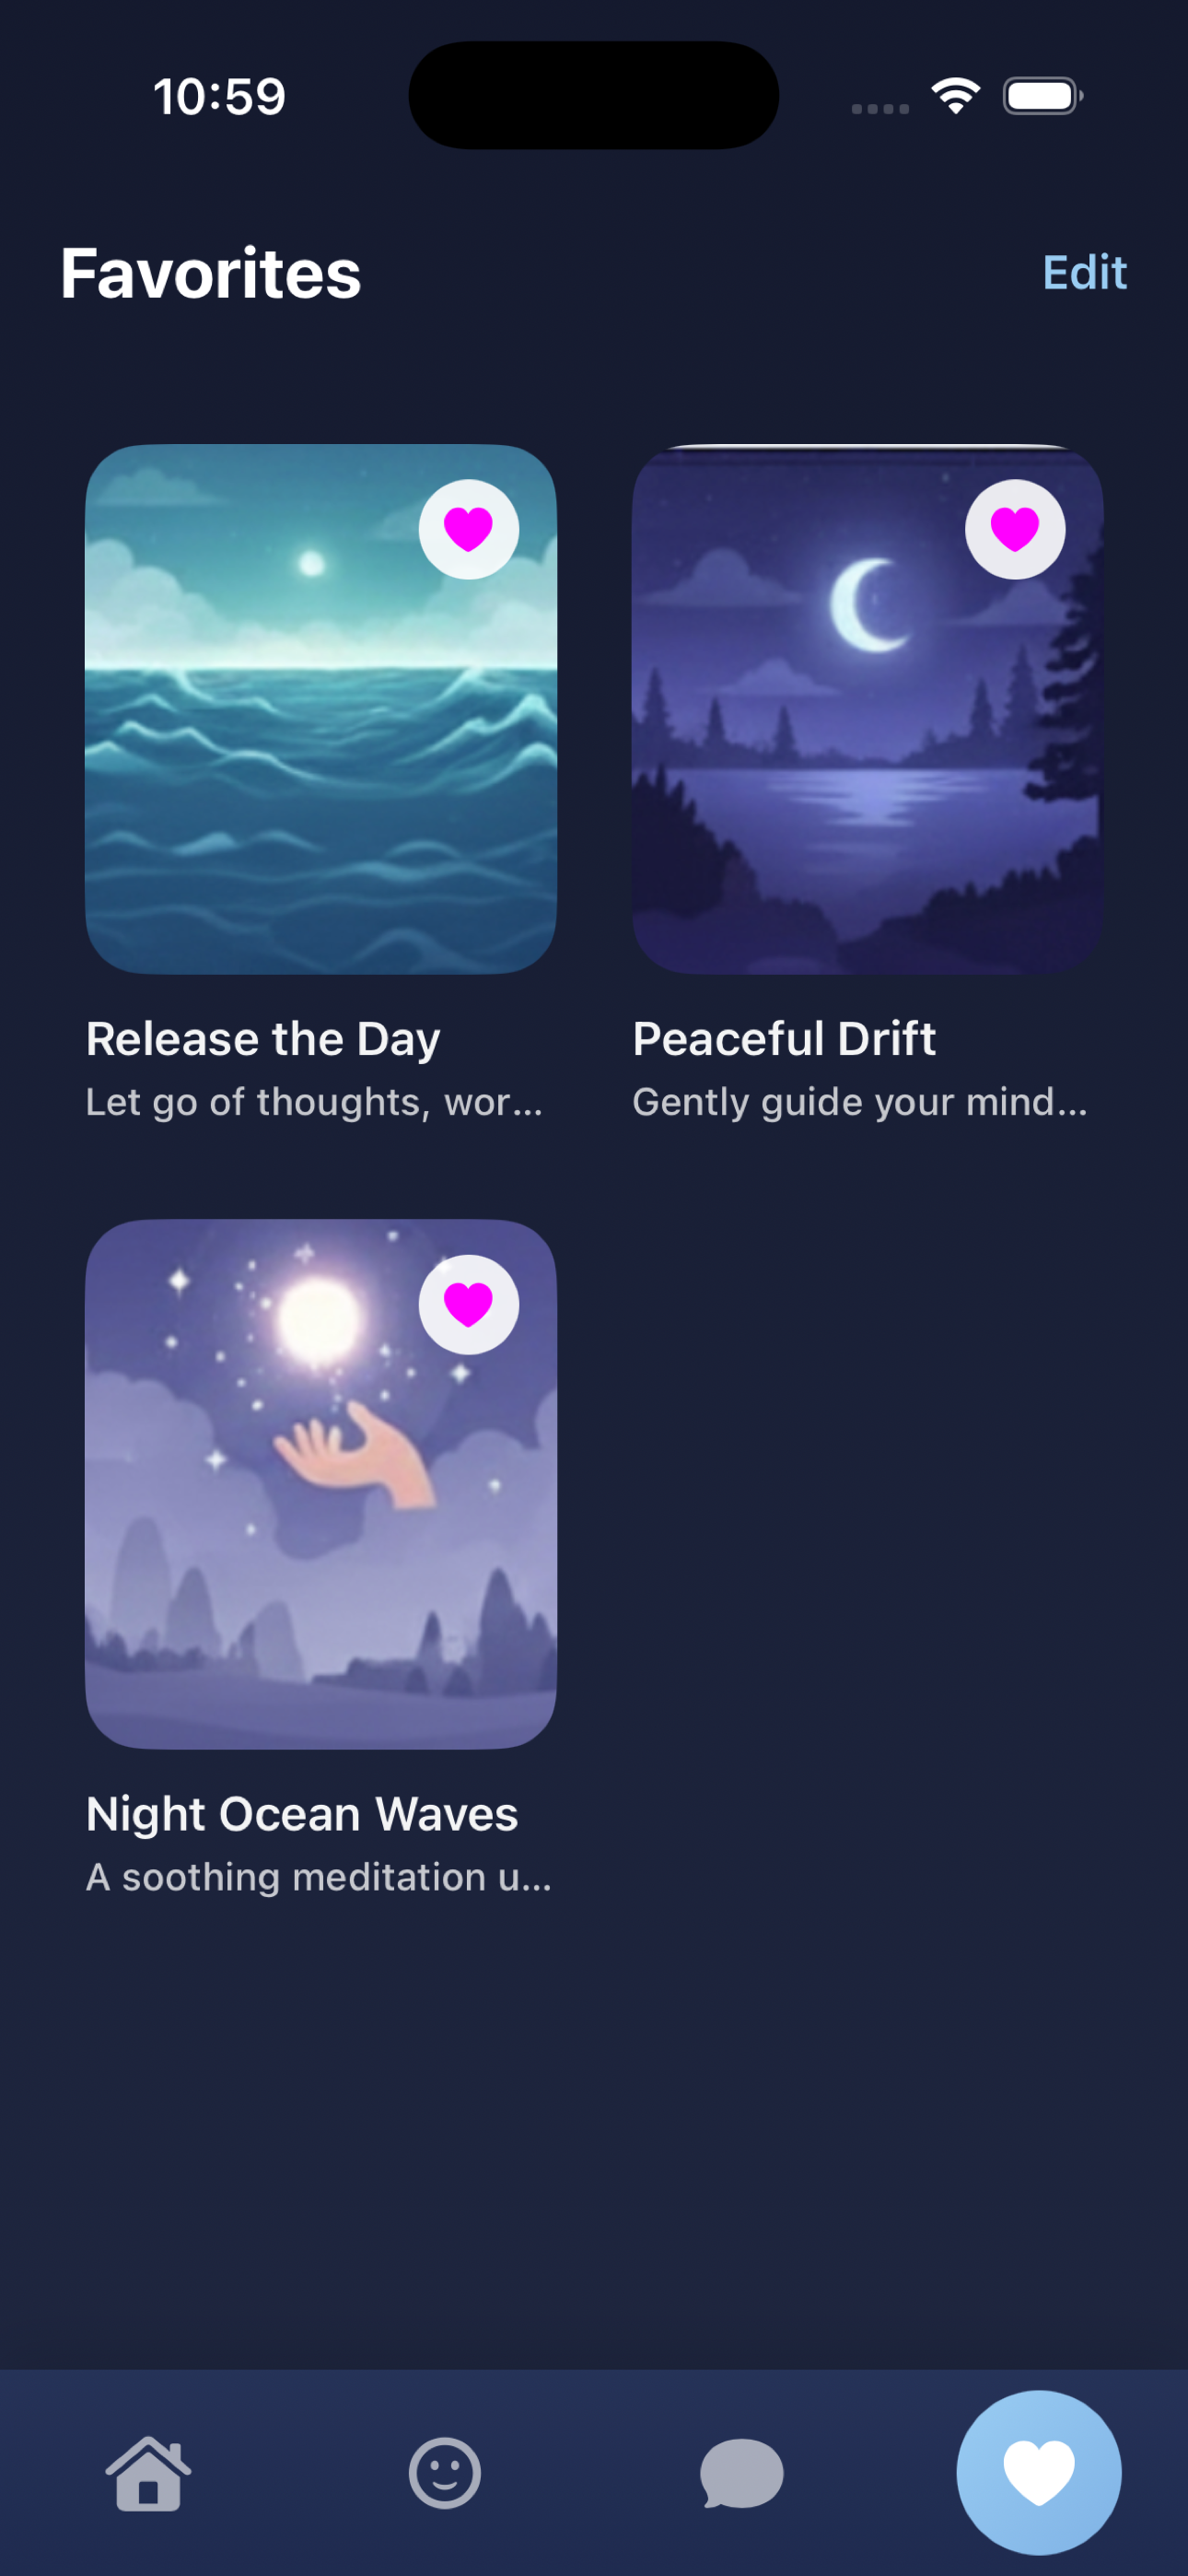 10:59
Favorites
Edit
Release the Day
Let go of thoughts, wor...
Peaceful Drift
Gently guide your mind...
Night Ocean Waves
A soothing meditation u...